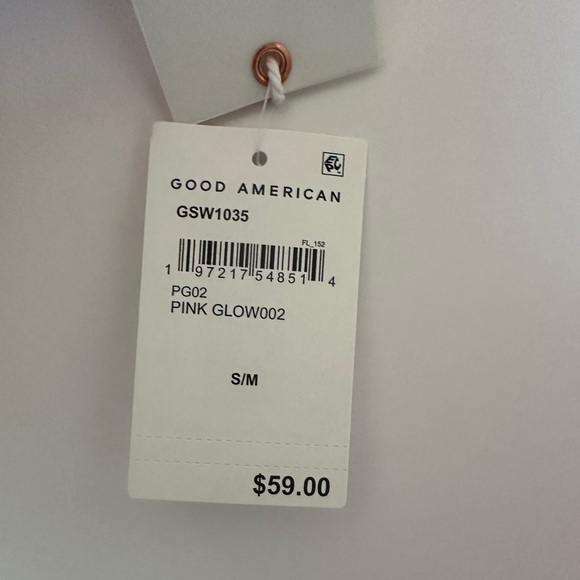 GOOD AMERICAN
GSW1035
FL_152
1 97217 54851 4
PG02
PINK GLOW002
S/M
$59.00